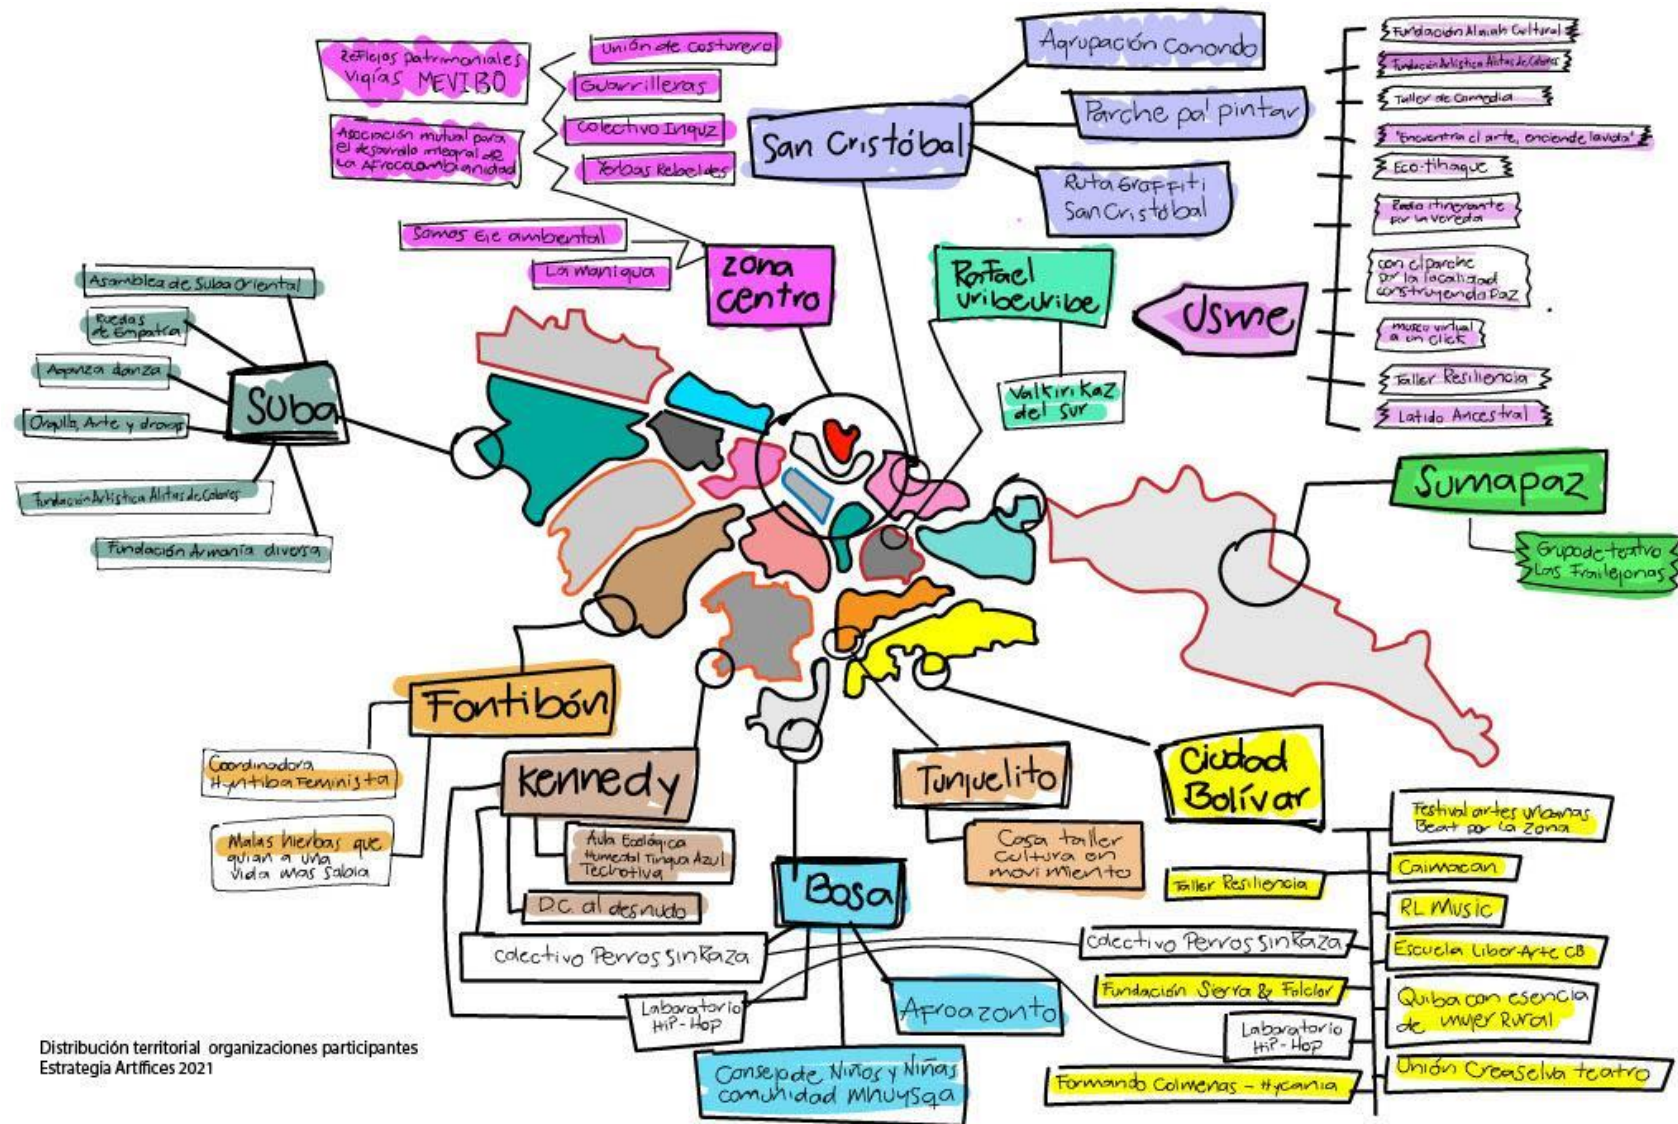 Reflejos patrimoniales
vigías MEVIBO
Asociación mutual para
el desarrollo integral de
La Afrocolombianidad
Unión de costurero
Guarrilleras
Colectivo Inquz
Yerbas Rebeldes
Somos Eje ambiental
La manigua
Zona
centro
San Cristóbal
Agrupación Conondo
Parche pa' pintar
Ruta Graffiti
San Cristóbal
Rafael
uribe uribe
Valkirikaz
del sur
Usme
Fundación Almah Cultural
Fundación Artística Alitas de Colores
Taller de Comedia
"Encuentra el arte, enciende la vida"
Eco-tihaque
Radio itinerante
por la vereda
con el parche
por la localidad
construyendo Paz
museo virtual
a un click
Taller Resiliencia
Latido Ancestral
Sumapaz
Grupo de teatro
Las Frailejonas
Suba
Asamblea de Suba Oriental
Ruedas
de Empatía
Aganza danza
Orgullo, Arte y drogas
Fundación Artística Alitas de Colores
Fundación Armonía diversa
Fontibón
Coordinadora
Hyntiba Feminista
Malas hierbas que
guian a una
vida mas sabia
Kennedy
Aula Ecológica
Humedal Tingua Azul
Techotiva
D.C. al desnudo
Colectivo Perros Sin Raza
Laboratorio
Hip-Hop
Bosa
Afroazonto
Consejo de Niños y Niñas
comunidad Mhuysqa
Tunjuelito
Casa taller
cultura en
movimiento
Ciudad
Bolívar
Festival artes urbanas
Beat por la Zona
Taller Resiliencia
Caimacan
RL Music
Colectivo Perros Sin Raza
Escuela Liber-Arte CB
Fundación Sierra & Folclor
Quiba con esencia
de mujer Rural
Laboratorio
Hip-Hop
Formando Colmenas - Hycania
Unión Creaselva teatro
Distribución territorial organizaciones participantes
Estrategia Artífices 2021